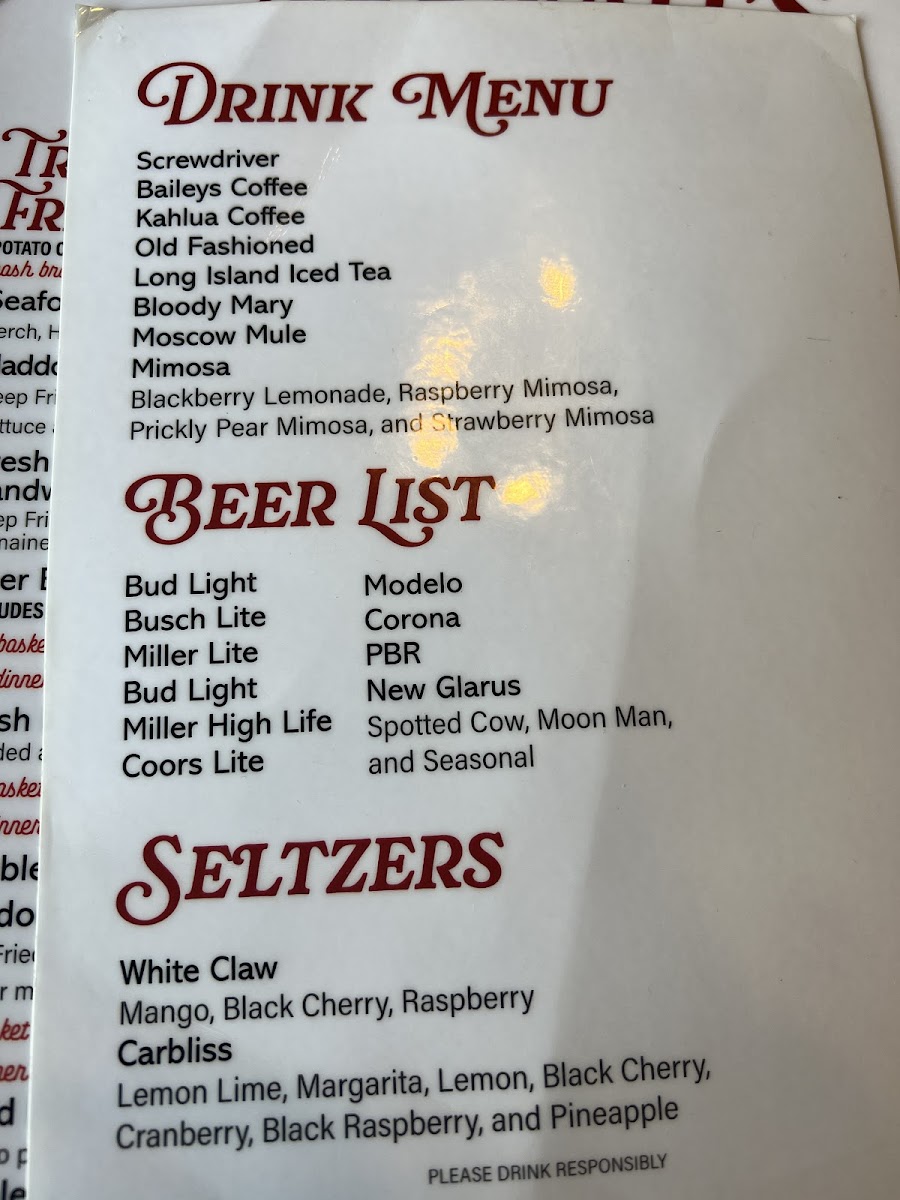 Drink Menu
Screwdriver
Baileys Coffee
Kahlua Coffee
Old Fashioned
Long Island Iced Tea
Bloody Mary
Moscow Mule
Mimosa
Blackberry Lemonade, Raspberry Mimosa,
Prickly Pear Mimosa, and Strawberry Mimosa
Beer List
Bud Light
Busch Lite
Miller Lite
Bud Light
Miller High Life
Coors Lite
Modelo
Corona
PBR
New Glarus
Spotted Cow, Moon Man,
and Seasonal
Seltzers
White Claw
Mango, Black Cherry, Raspberry
Carbliss
Lemon Lime, Margarita, Lemon, Black Cherry,
Cranberry, Black Raspberry, and Pineapple
PLEASE DRINK RESPONSIBLY